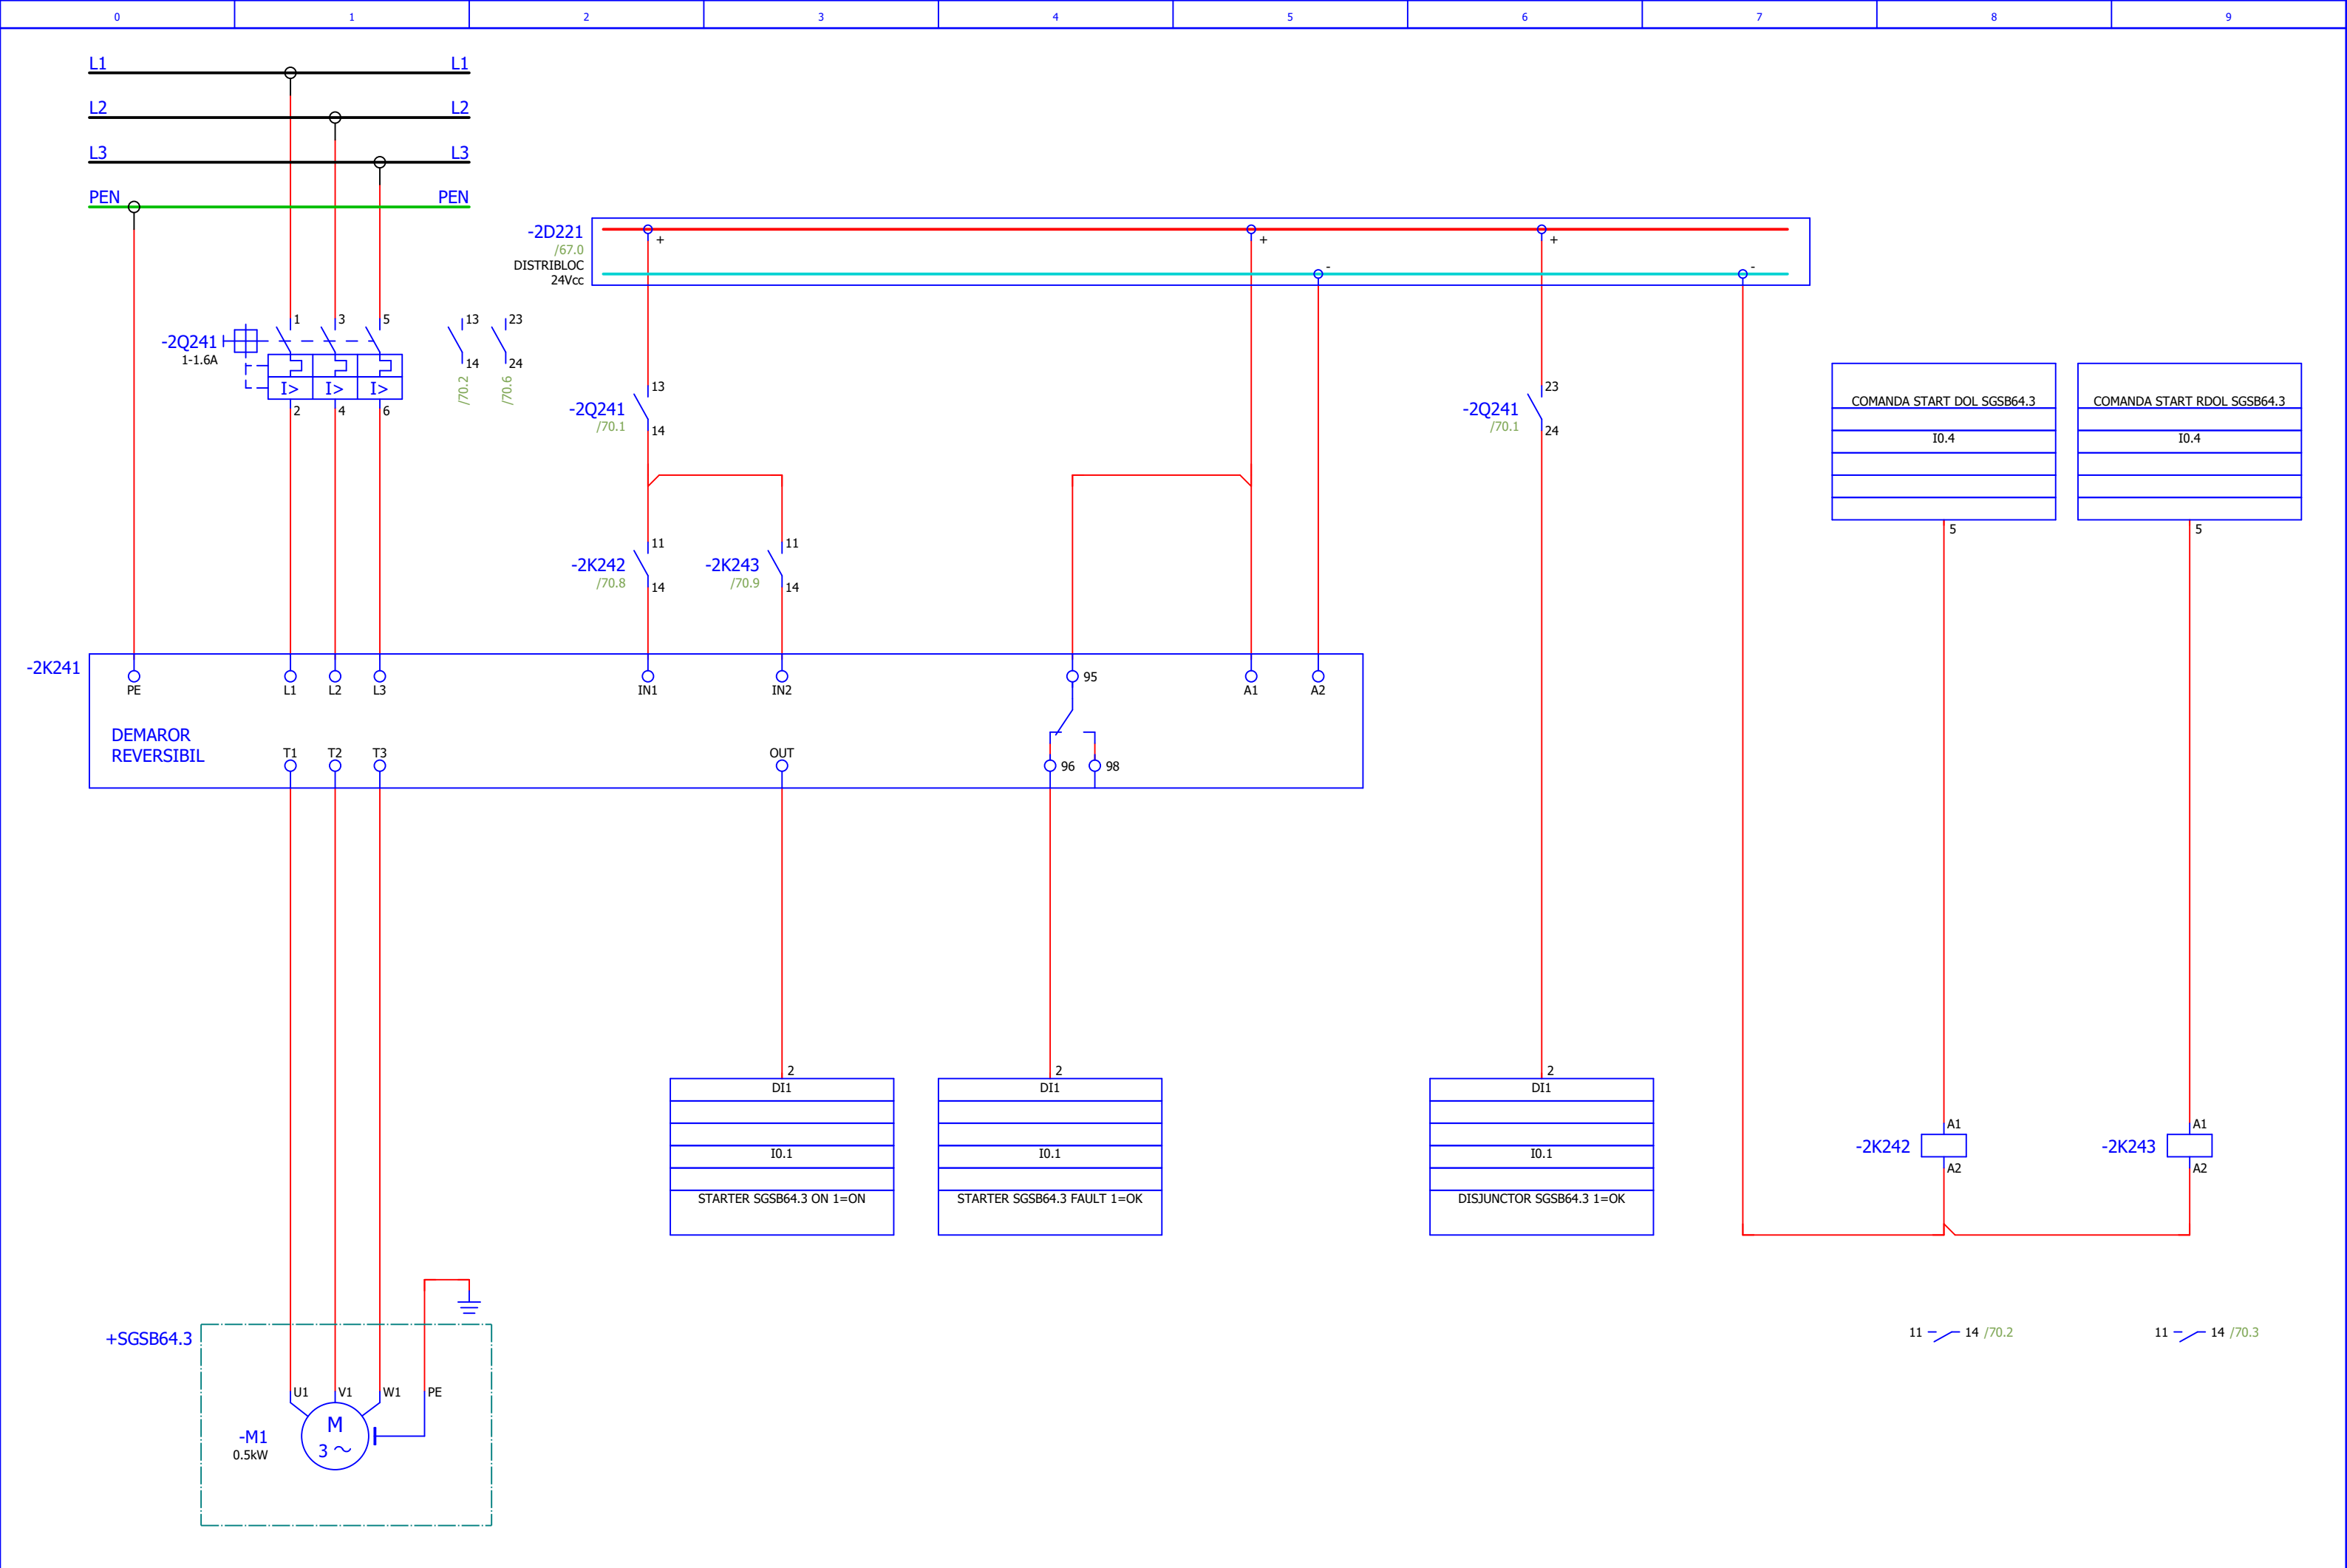 0 1 2 3 4 5 6 7 8 9
L1 L1
L2 L2
L3 L3
PEN PEN
-2D221
/67.0
DISTRIBLOC
24Vcc
+ + +
- -
-2Q241
1-1.6A
1 3 5
I> I> I>
2 4 6
13 23
14 24
/70.2 /70.6
-2Q241
/70.1
13
14
-2Q241
/70.1
23
24
COMANDA START DOL SGSB64.3
I0.4
5
COMANDA START RDOL SGSB64.3
I0.4
5
-2K242
/70.8
11
14
-2K243
/70.9
11
14
-2K241
PE L1 L2 L3 IN1 IN2 95 A1 A2
DEMAROR
REVERSIBIL
T1 T2 T3 OUT 96 98
2
DI1
I0.1
STARTER SGSB64.3 ON 1=ON
2
DI1
I0.1
STARTER SGSB64.3 FAULT 1=OK
2
DI1
I0.1
DISJUNCTOR SGSB64.3 1=OK
-2K242
A1
A2
-2K243
A1
A2
11 14 /70.2
11 14 /70.3
+SGSB64.3
U1 V1 W1 PE
-M1
0.5kW
M
3 ~